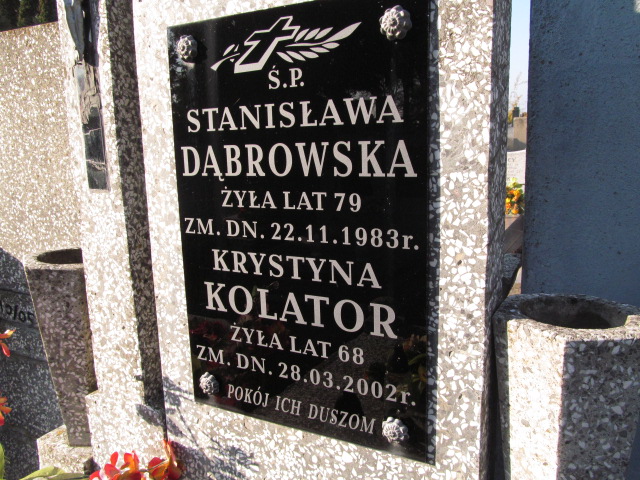 Ś.P.
STANISŁAWA
DĄBROWSKA
ŻYŁA LAT 79
ZM. DN. 22.11.1983r.
KRYSTYNA
KOLATOR
ŻYŁA LAT 68
ZM. DN. 28.03.2002r.
POKÓJ ICH DUSZOM